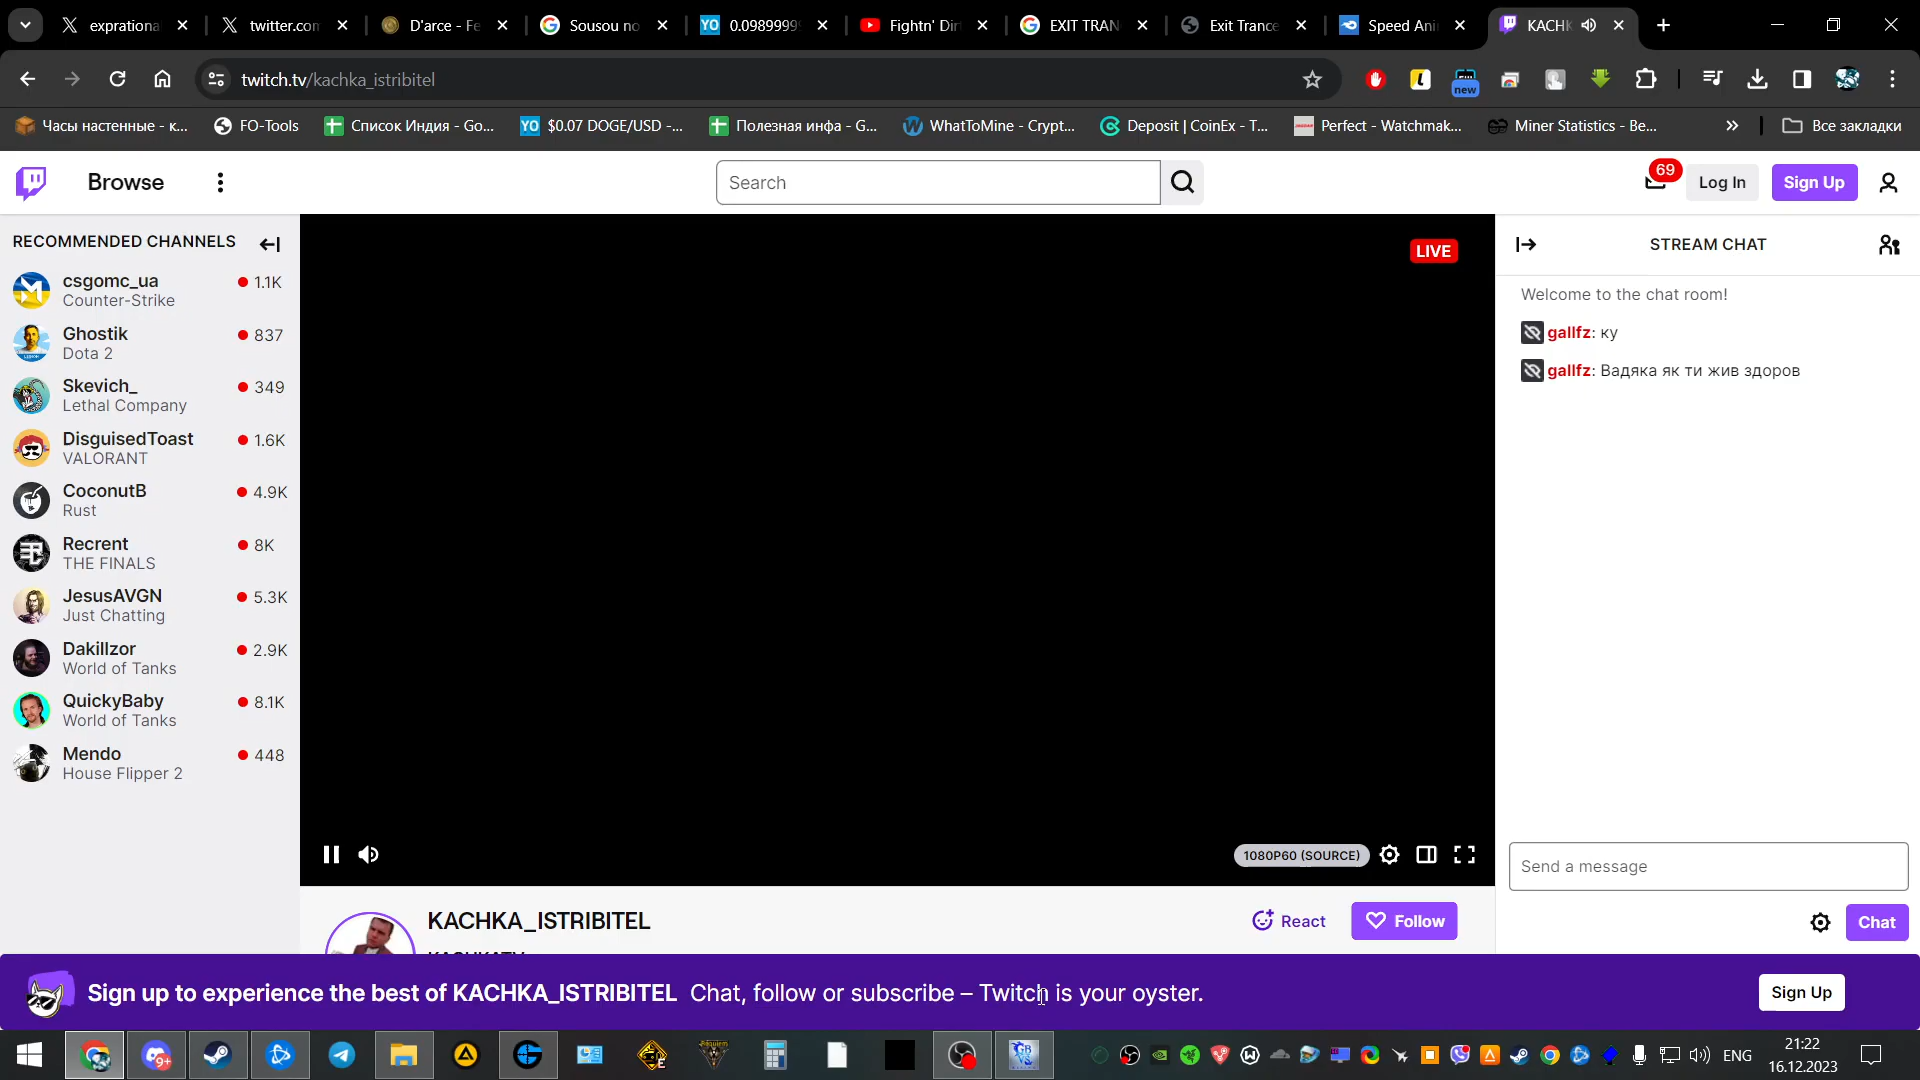 exprationa
twitter.con
D'arce - Fe
Sousou no
0.0989999
Fightn' Dir
EXIT TRAN
Exit Trance
Speed Ani
KACHK
twitch.tv/kachka_istribitel
new
Часы настенные - к...
FO-Tools
Список Индия - Go...
YO
$0.07 DOGE/USD -...
Полезная инфа - G...
WhatToMine - Crypt...
Deposit | CoinEx - T...
Perfect - Watchmak...
Miner Statistics - Be...
Все закладки
Browse
Search
69
Log In
Sign Up
RECOMMENDED CHANNELS
csgomc_ua
1.1K
Counter-Strike
Ghostik
837
Dota 2
Skevich_
349
Lethal Company
DisguisedToast
1.6K
VALORANT
CoconutB
4.9K
Rust
Recrent
8K
THE FINALS
JesusAVGN
5.3K
Just Chatting
Dakillzor
2.9K
World of Tanks
QuickyBaby
8.1K
World of Tanks
Mendo
448
House Flipper 2
LIVE
1080P60 (SOURCE)
STREAM CHAT
Welcome to the chat room!
gallfz: ку
gallfz: Вадяка як ти жив здоров
Send a message
Chat
KACHKA_ISTRIBITEL
React
Follow
Sign up to experience the best of KACHKA_ISTRIBITEL Chat, follow or subscribe – Twitch is your oyster.
Sign Up
9+
ENG
21:22
16.12.2023